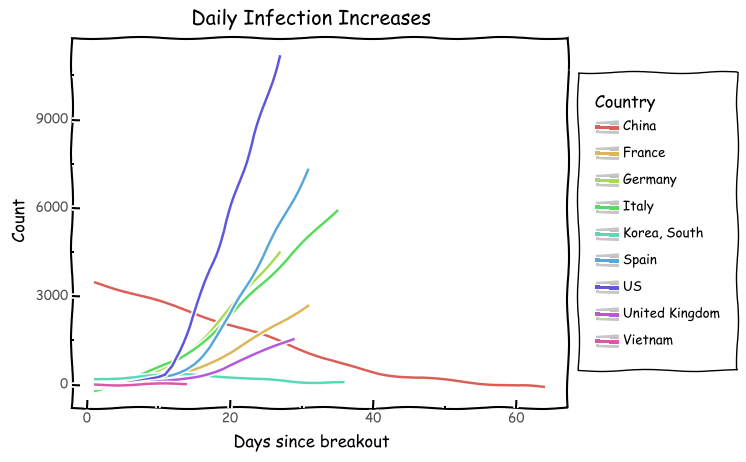 Daily Infection Increases
Count
9000
6000
3000
0
0 20 40 60
Days since breakout
Country
China
France
Germany
Italy
Korea, South
Spain
US
United Kingdom
Vietnam